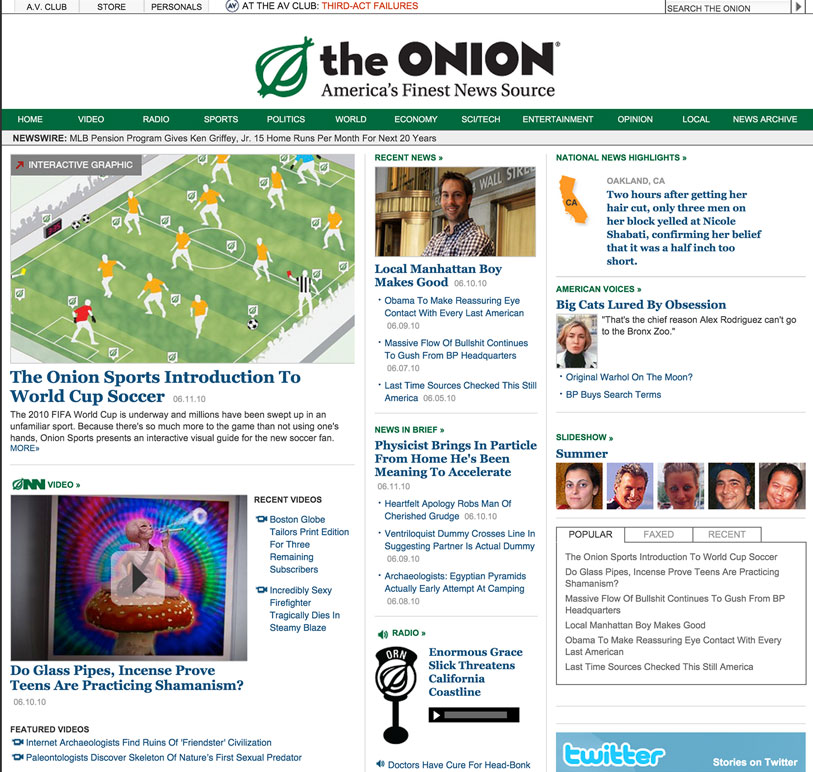 A.V. CLUB
STORE
PERSONALS
AV
AT THE AV CLUB: THIRD-ACT FAILURES
SEARCH THE ONION
the ONION®
America's Finest News Source
HOME
VIDEO
RADIO
SPORTS
POLITICS
WORLD
ECONOMY
SCI/TECH
ENTERTAINMENT
OPINION
LOCAL
NEWS ARCHIVE
NEWSWIRE: MLB Pension Program Gives Ken Griffey, Jr. 15 Home Runs Per Month For Next 20 Years
INTERACTIVE GRAPHIC
The Onion Sports Introduction To
World Cup Soccer 06.11.10
The 2010 FIFA World Cup is underway and millions have been swept up in an
unfamiliar sport. Because there's so much more to the game than not using one's
hands, Onion Sports presents an interactive visual guide for the new soccer fan.
MORE»
ONN VIDEO »
Do Glass Pipes, Incense Prove
Teens Are Practicing Shamanism?
06.10.10
RECENT VIDEOS
Boston Globe
Tailors Print Edition
For Three
Remaining
Subscribers
Incredibly Sexy
Firefighter
Tragically Dies In
Steamy Blaze
FEATURED VIDEOS
Internet Archaeologists Find Ruins Of 'Friendster' Civilization
Paleontologists Discover Skeleton Of Nature's First Sexual Predator
RECENT NEWS »
WALL STREET
Local Manhattan Boy
Makes Good 06.10.10
• Obama To Make Reassuring Eye
Contact With Every Last American
06.09.10
• Massive Flow Of Bullshit Continues
To Gush From BP Headquarters
06.07.10
• Last Time Sources Checked This Still
America 06.05.10
NEWS IN BRIEF »
Physicist Brings In Particle
From Home He's Been
Meaning To Accelerate
06.11.10
• Heartfelt Apology Robs Man Of
Cherished Grudge 06.10.10
• Ventriloquist Dummy Crosses Line In
Suggesting Partner Is Actual Dummy
06.09.10
• Archaeologists: Egyptian Pyramids
Actually Early Attempt At Camping
06.08.10
RADIO »
ORN
Enormous Grace
Slick Threatens
California
Coastline
Doctors Have Cure For Head-Bonk
NATIONAL NEWS HIGHLIGHTS »
CA
OAKLAND, CA
Two hours after getting her
hair cut, only three men on
her block yelled at Nicole
Shabati, confirming her belief
that it was a half inch too
short.
AMERICAN VOICES »
Big Cats Lured By Obsession
"That's the chief reason Alex Rodriguez can't go
to the Bronx Zoo."
• Original Warhol On The Moon?
• BP Buys Search Terms
SLIDESHOW »
Summer
POPULAR
FAXED
RECENT
The Onion Sports Introduction To World Cup Soccer
Do Glass Pipes, Incense Prove Teens Are Practicing
Shamanism?
Massive Flow Of Bullshit Continues To Gush From BP
Headquarters
Local Manhattan Boy Makes Good
Obama To Make Reassuring Eye Contact With Every
Last American
Last Time Sources Checked This Still America
twitter
Stories on Twitter